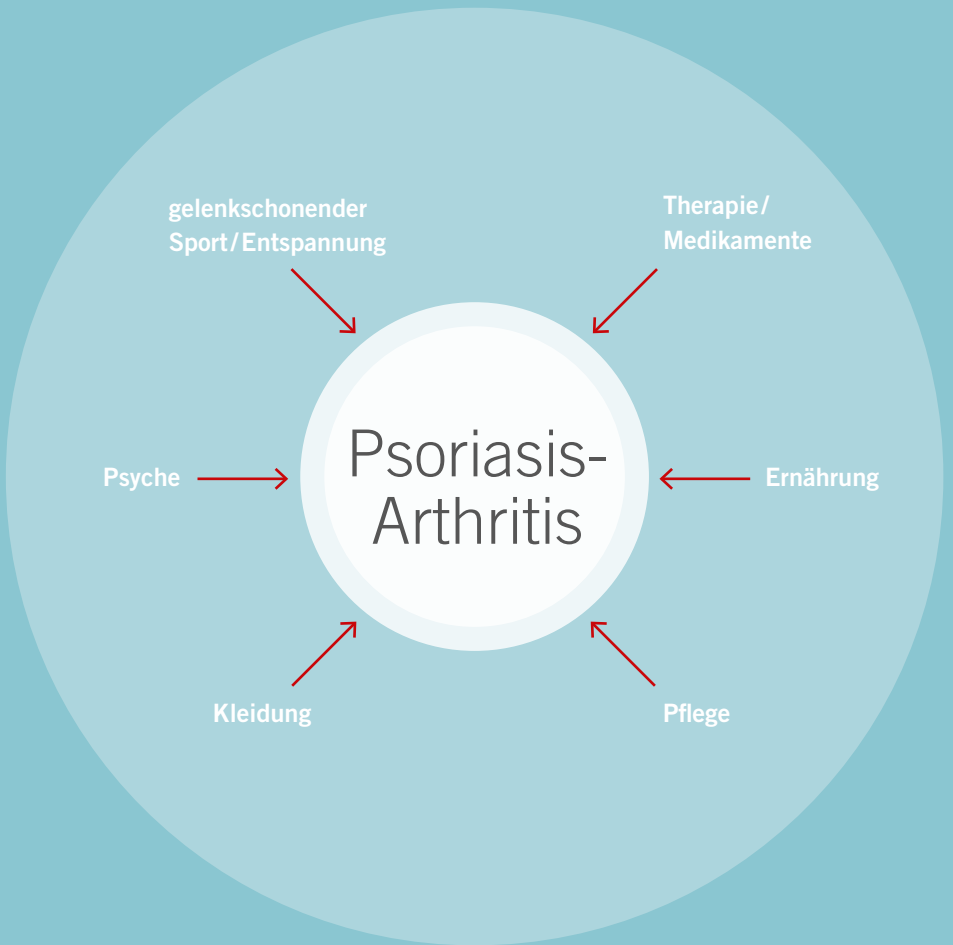 gelenkschonender
Sport/Entspannung
Therapie/
Medikamente
Psoriasis-
Arthritis
Psyche
Ernährung
Kleidung
Pflege